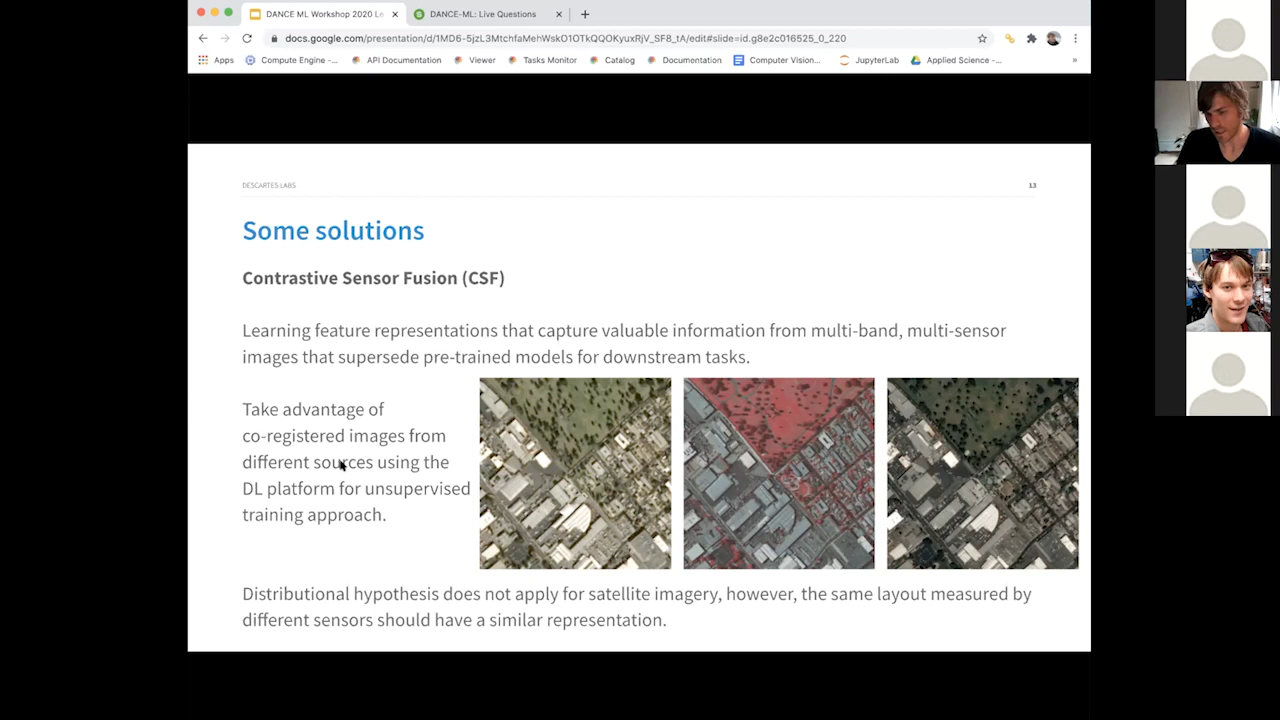 DANCE ML Workshop 2020 Le
DANCE-ML: Live Questions
docs.google.com/presentation/d/1MD6-5jzL3MtchfaMehWskO1OTkQQOKyuxRjV_SF8_tA/edit#slide=id.g8e2c016525_0_220
Apps Compute Engine -... API Documentation Viewer Tasks Monitor Catalog Documentation Computer Vision... JupyterLab Applied Science -... »
DESCARTES LABS 13
Some solutions
Contrastive Sensor Fusion (CSF)
Learning feature representations that capture valuable information from multi-band, multi-sensor
images that supersede pre-trained models for downstream tasks.
Take advantage of
co-registered images from
different sources using the
DL platform for unsupervised
training approach.
Distributional hypothesis does not apply for satellite imagery, however, the same layout measured by
different sensors should have a similar representation.